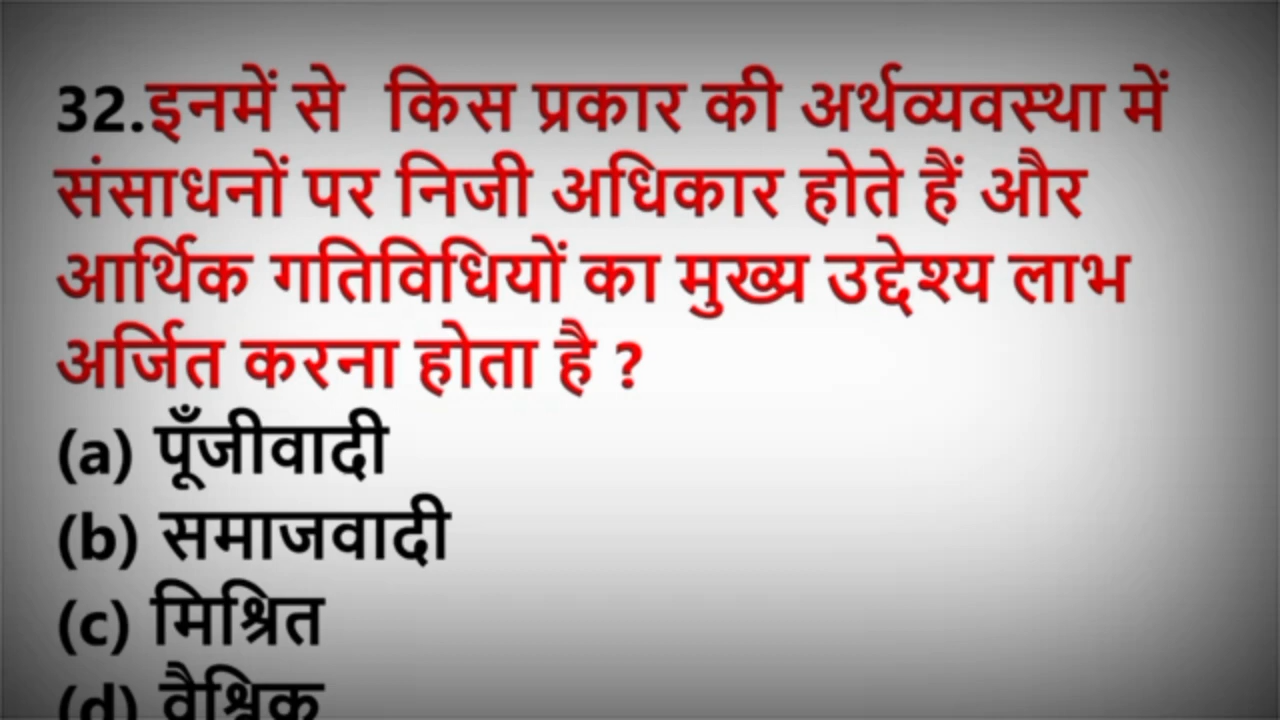 32.इनमें से किस प्रकार की अर्थव्यवस्था में
संसाधनों पर निजी अधिकार होते हैं और
आर्थिक गतिविधियों का मुख्य उद्देश्य लाभ
अर्जित करना होता है ?
(a) पूँजीवादी
(b) समाजवादी
(c) मिश्रित
(d) वैश्विक